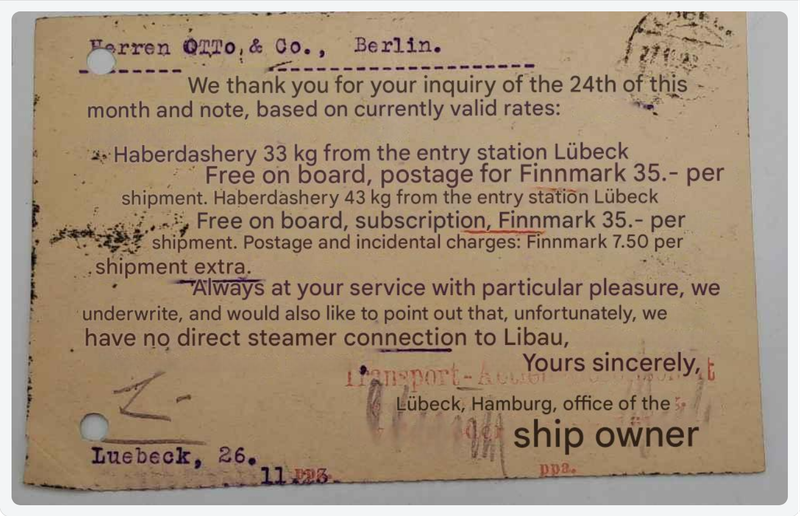 Herren OTTo & Co., Berlin.
We thank you for your inquiry of the 24th of this
month and note, based on currently valid rates:
Haberdashery 33 kg from the entry station Lübeck
Free on board, postage for Finnmark 35.- per
shipment. Haberdashery 43 kg from the entry station Lübeck
Free on board, subscription, Finnmark 35.- per
shipment. Postage and incidental charges: Finnmark 7.50 per
shipment extra.
Always at your service with particular pleasure, we
underwrite, and would also like to point out that, unfortunately, we
have no direct steamer connection to Libau,
Yours sincerely,
Transport-
Lübeck, Hamburg, office of the
ship owner
Luebeck, 26.
11.
ppa.